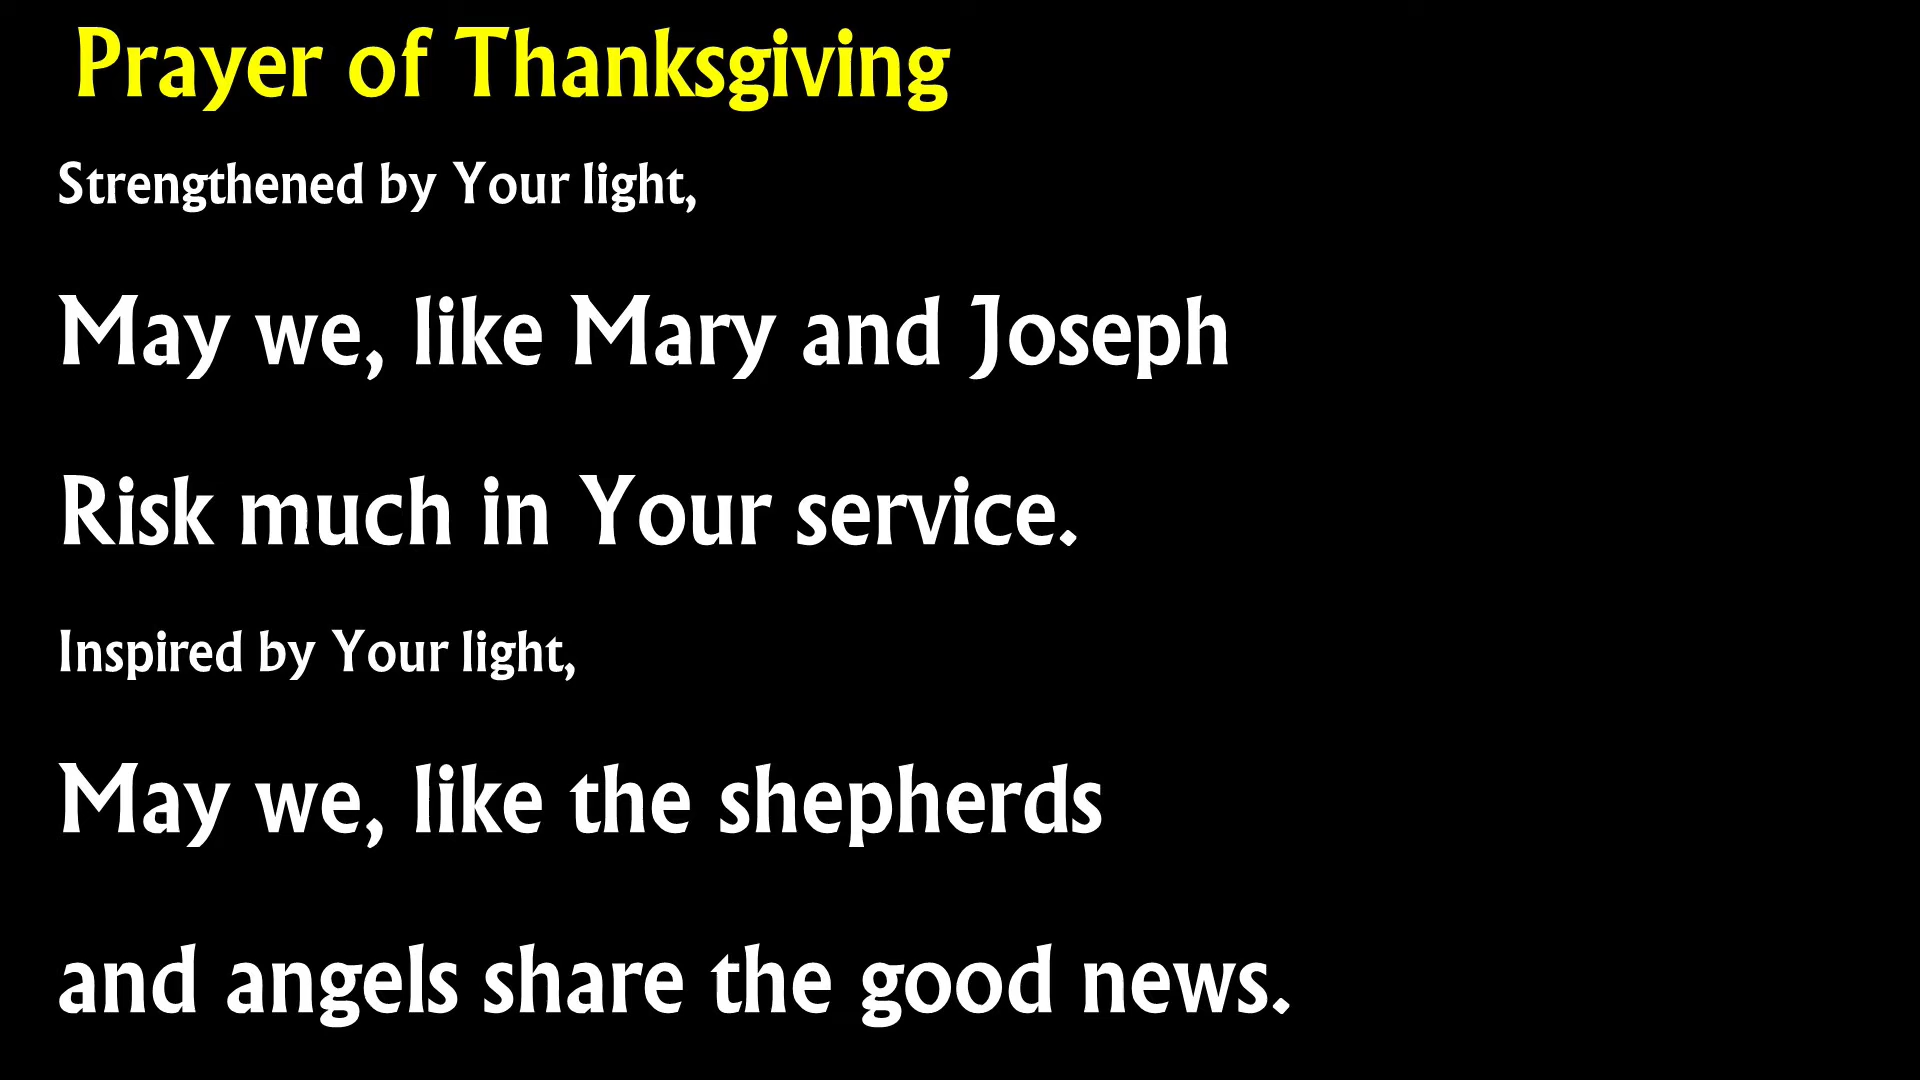 Prayer of Thanksgiving
Strengthened by Your light,
May we, like Mary and Joseph
Risk much in Your service.
Inspired by Your light,
May we, like the shepherds
and angels share the good news.